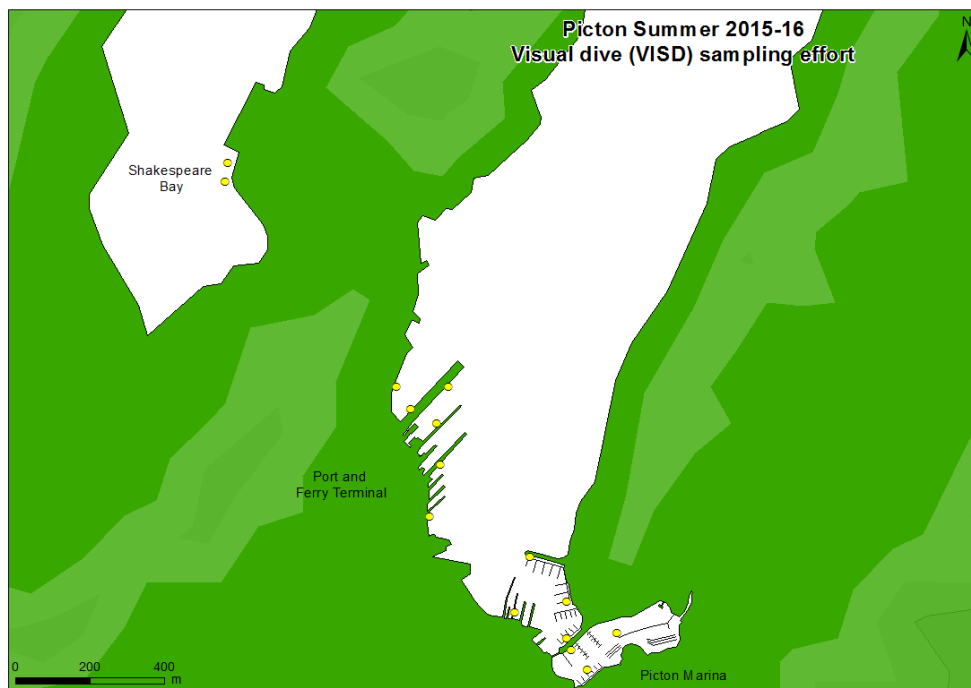 Picton Summer 2015-16
Visual dive (VISD) sampling effort
N
Shakespeare
Bay
Port and
Ferry Terminal
Picton Marina
0 200 400
m